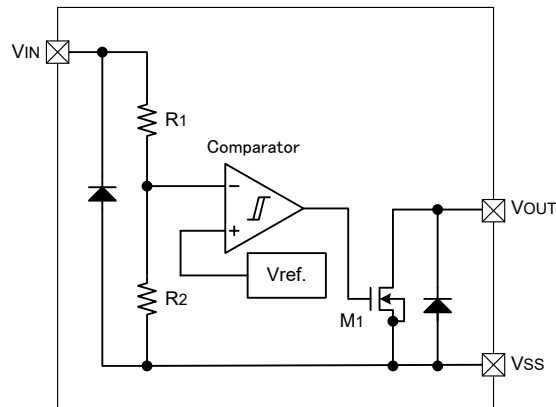 VIN
R1
Comparator
−
+
VOUT
Vref.
R2
M1
VSS